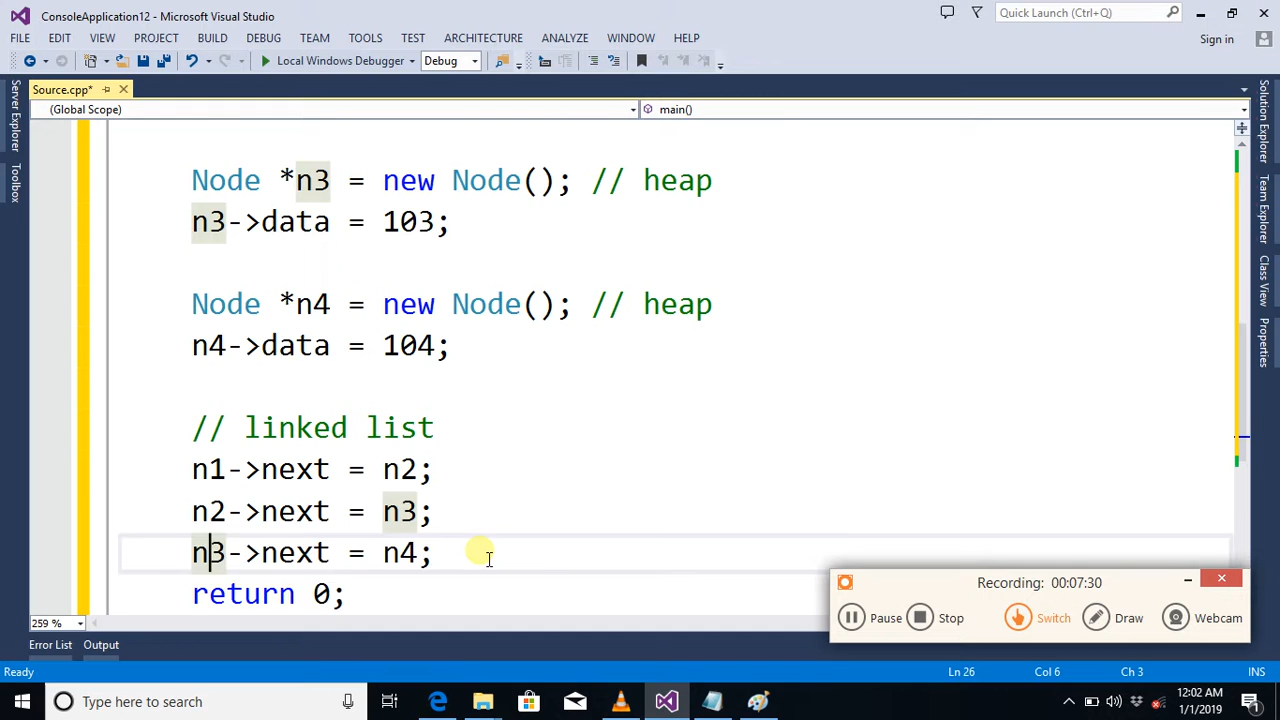 ConsoleApplication12 - Microsoft Visual Studio
Quick Launch (Ctrl+Q)
FILE EDIT VIEW PROJECT BUILD DEBUG TEAM TOOLS TEST ARCHITECTURE ANALYZE WINDOW HELP
Sign in
Local Windows Debugger Debug
Server Explorer
Toolbox
Source.cpp*
(Global Scope)
main()
Node *n3 = new Node(); // heap
n3->data = 103;
Node *n4 = new Node(); // heap
n4->data = 104;
// linked list
n1->next = n2;
n2->next = n3;
n3->next = n4;
return 0;
Solution Explorer
Team Explorer
Class View
Properties
259 %
Recording: 00:07:30
Pause Stop Switch Draw Webcam
Error List Output
Ready
Ln 26 Col 6 Ch 3 INS
Type here to search
12:02 AM
1/1/2019
1